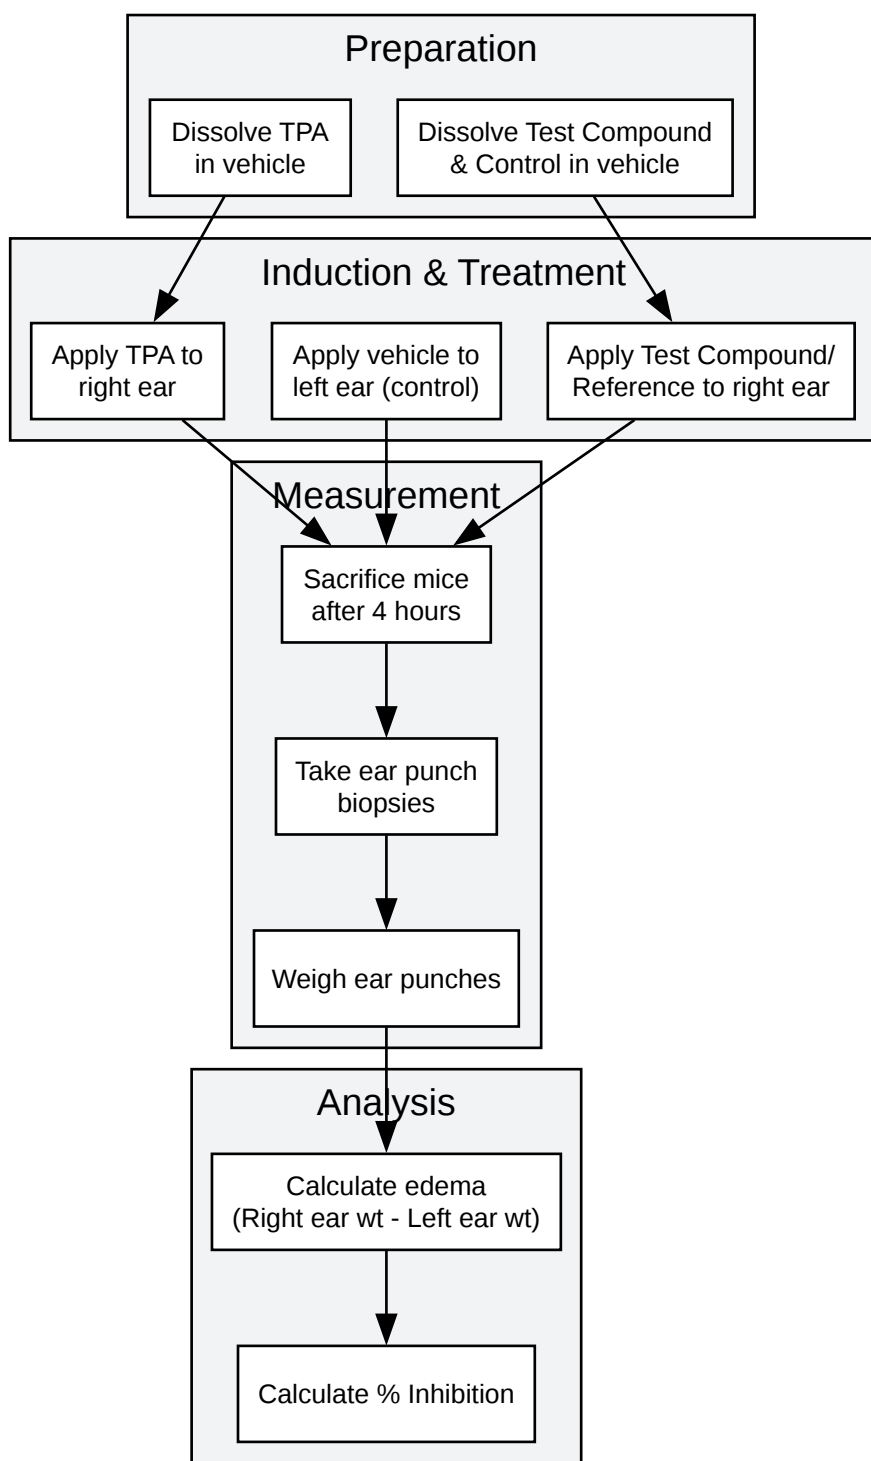 Preparation
Dissolve TPA
in vehicle
Dissolve Test Compound
& Control in vehicle
Induction & Treatment
Apply TPA to
right ear
Apply vehicle to
left ear (control)
Apply Test Compound/
Reference to right ear
Measurement
Sacrifice mice
after 4 hours
Take ear punch
biopsies
Weigh ear punches
Analysis
Calculate edema
(Right ear wt - Left ear wt)
Calculate % Inhibition